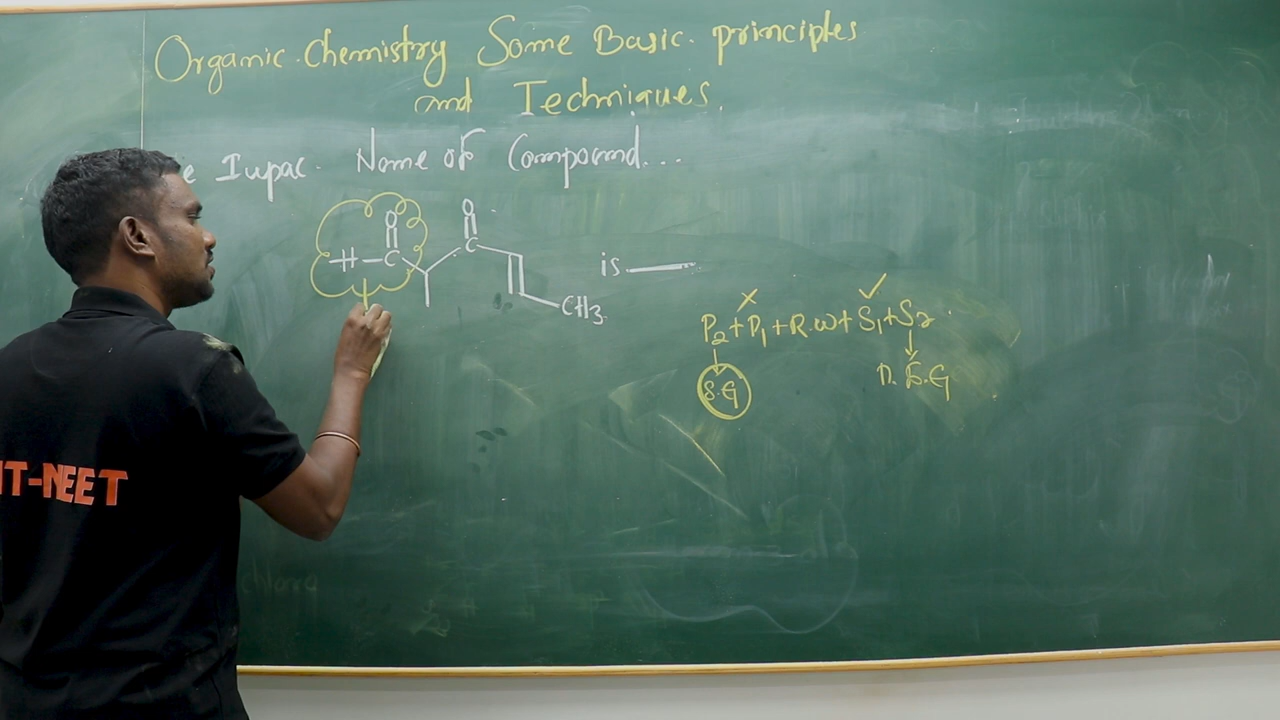 Organic Chemistry Some Basic principles
and Techniques.
e Iupac. Name of Compound...
O
O
H-C
C
CH3
is ——
× ✓
P2+P1+R.W+S1+S2
S.G
n.S.G
IT-NEET
chloro